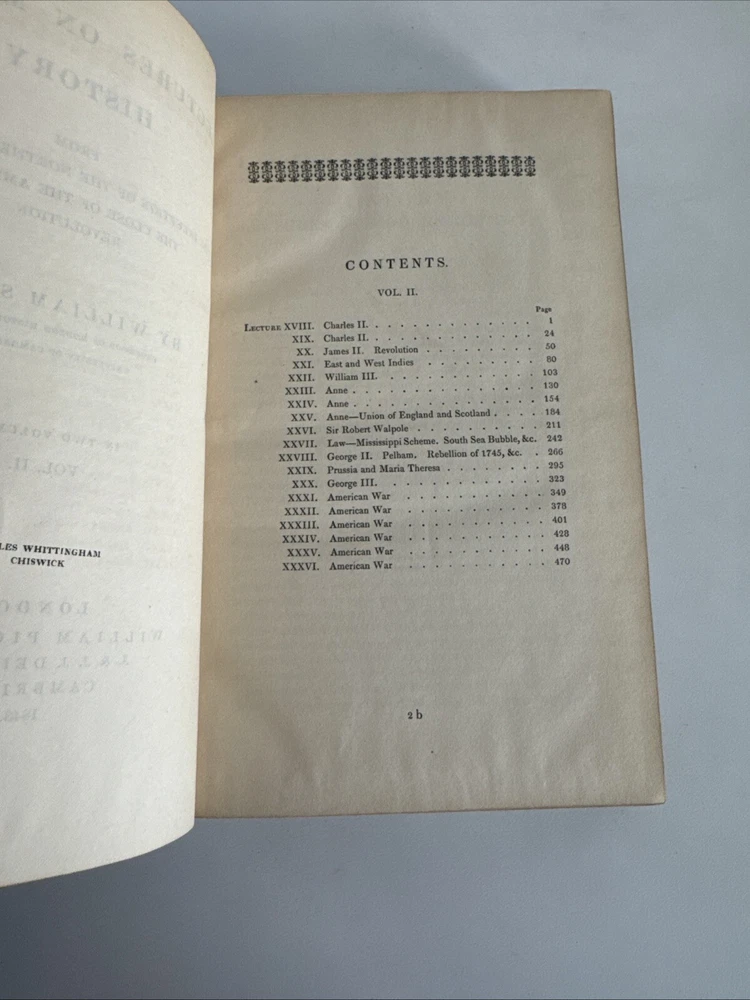 LES WHITTINGHAM
CHISWICK
CONTENTS.
VOL. II.
Page
LECTURE XVIII. Charles II. . . . . . . . . . . . . 1
XIX. Charles II. . . . . . . . . . . . . 24
XX. James II. Revolution . . . . . . . . 50
XXI. East and West Indies . . . . . . . . 80
XXII. William III. . . . . . . . . . . . 103
XXIII. Anne . . . . . . . . . . . . . . 130
XXIV. Anne . . . . . . . . . . . . . . 154
XXV. Anne—Union of England and Scotland . . . . 184
XXVI. Sir Robert Walpole . . . . . . . . . 211
XXVII. Law—Mississippi Scheme. South Sea Bubble, &c. 242
XXVIII. George II. Pelham. Rebellion of 1745, &c. . 266
XXIX. Prussia and Maria Theresa . . . . . . . 295
XXX. George III. . . . . . . . . . . . 323
XXXI. American War . . . . . . . . . . . 349
XXXII. American War . . . . . . . . . . . 378
XXXIII. American War . . . . . . . . . . . 401
XXXIV. American War . . . . . . . . . . . 428
XXXV. American War . . . . . . . . . . . 448
XXXVI. American War . . . . . . . . . . . 470
2 b